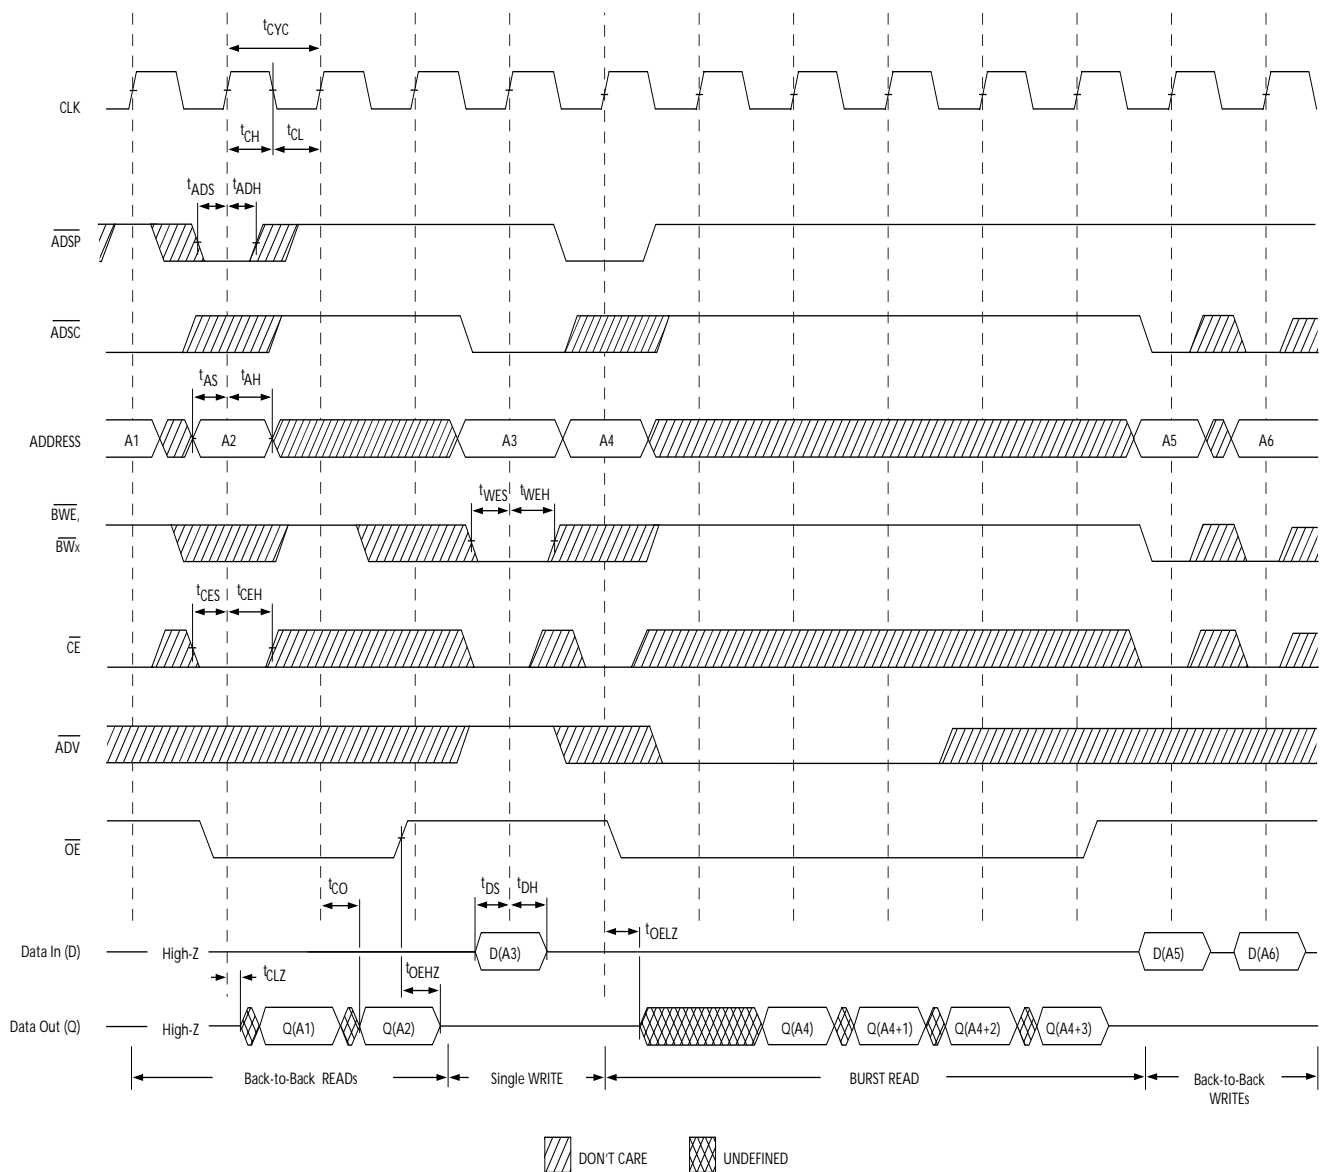 tCYC
CLK
tCH
tCL
tADS
tADH
ADSP
ADSC
tAS
tAH
ADDRESS
A1
A2
A3
A4
A5
A6
tWES
tWEH
BWE,
BWx
tCES
tCEH
CE
ADV
OE
tCO
tDS
tDH
tOELZ
Data In (D)
High-Z
D(A3)
D(A5)
D(A6)
tCLZ
tOEHZ
Data Out (Q)
High-Z
Q(A1)
Q(A2)
Q(A4)
Q(A4+1)
Q(A4+2)
Q(A4+3)
Back-to-Back READs
Single WRITE
BURST READ
Back-to-Back
WRITEs
DON'T CARE
UNDEFINED